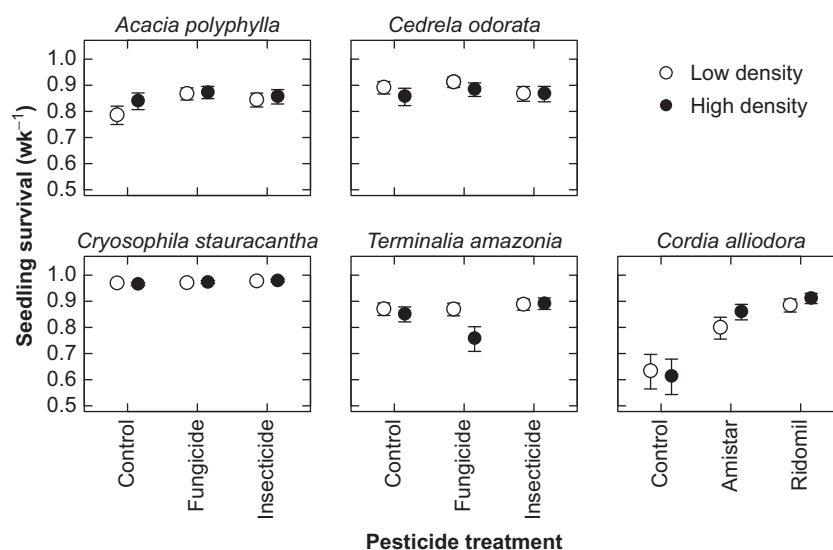 Acacia polyphylla
Cedrela odorata
Low density
High density
1.0
0.9
0.8
0.7
0.6
0.5
Cryosophila stauracantha
Terminalia amazonia
Cordia alliodora
1.0
0.9
0.8
0.7
0.6
0.5
Seedling survival (wk⁻¹)
Control
Fungicide
Insecticide
Control
Fungicide
Insecticide
Control
Amistar
Ridomil
Pesticide treatment